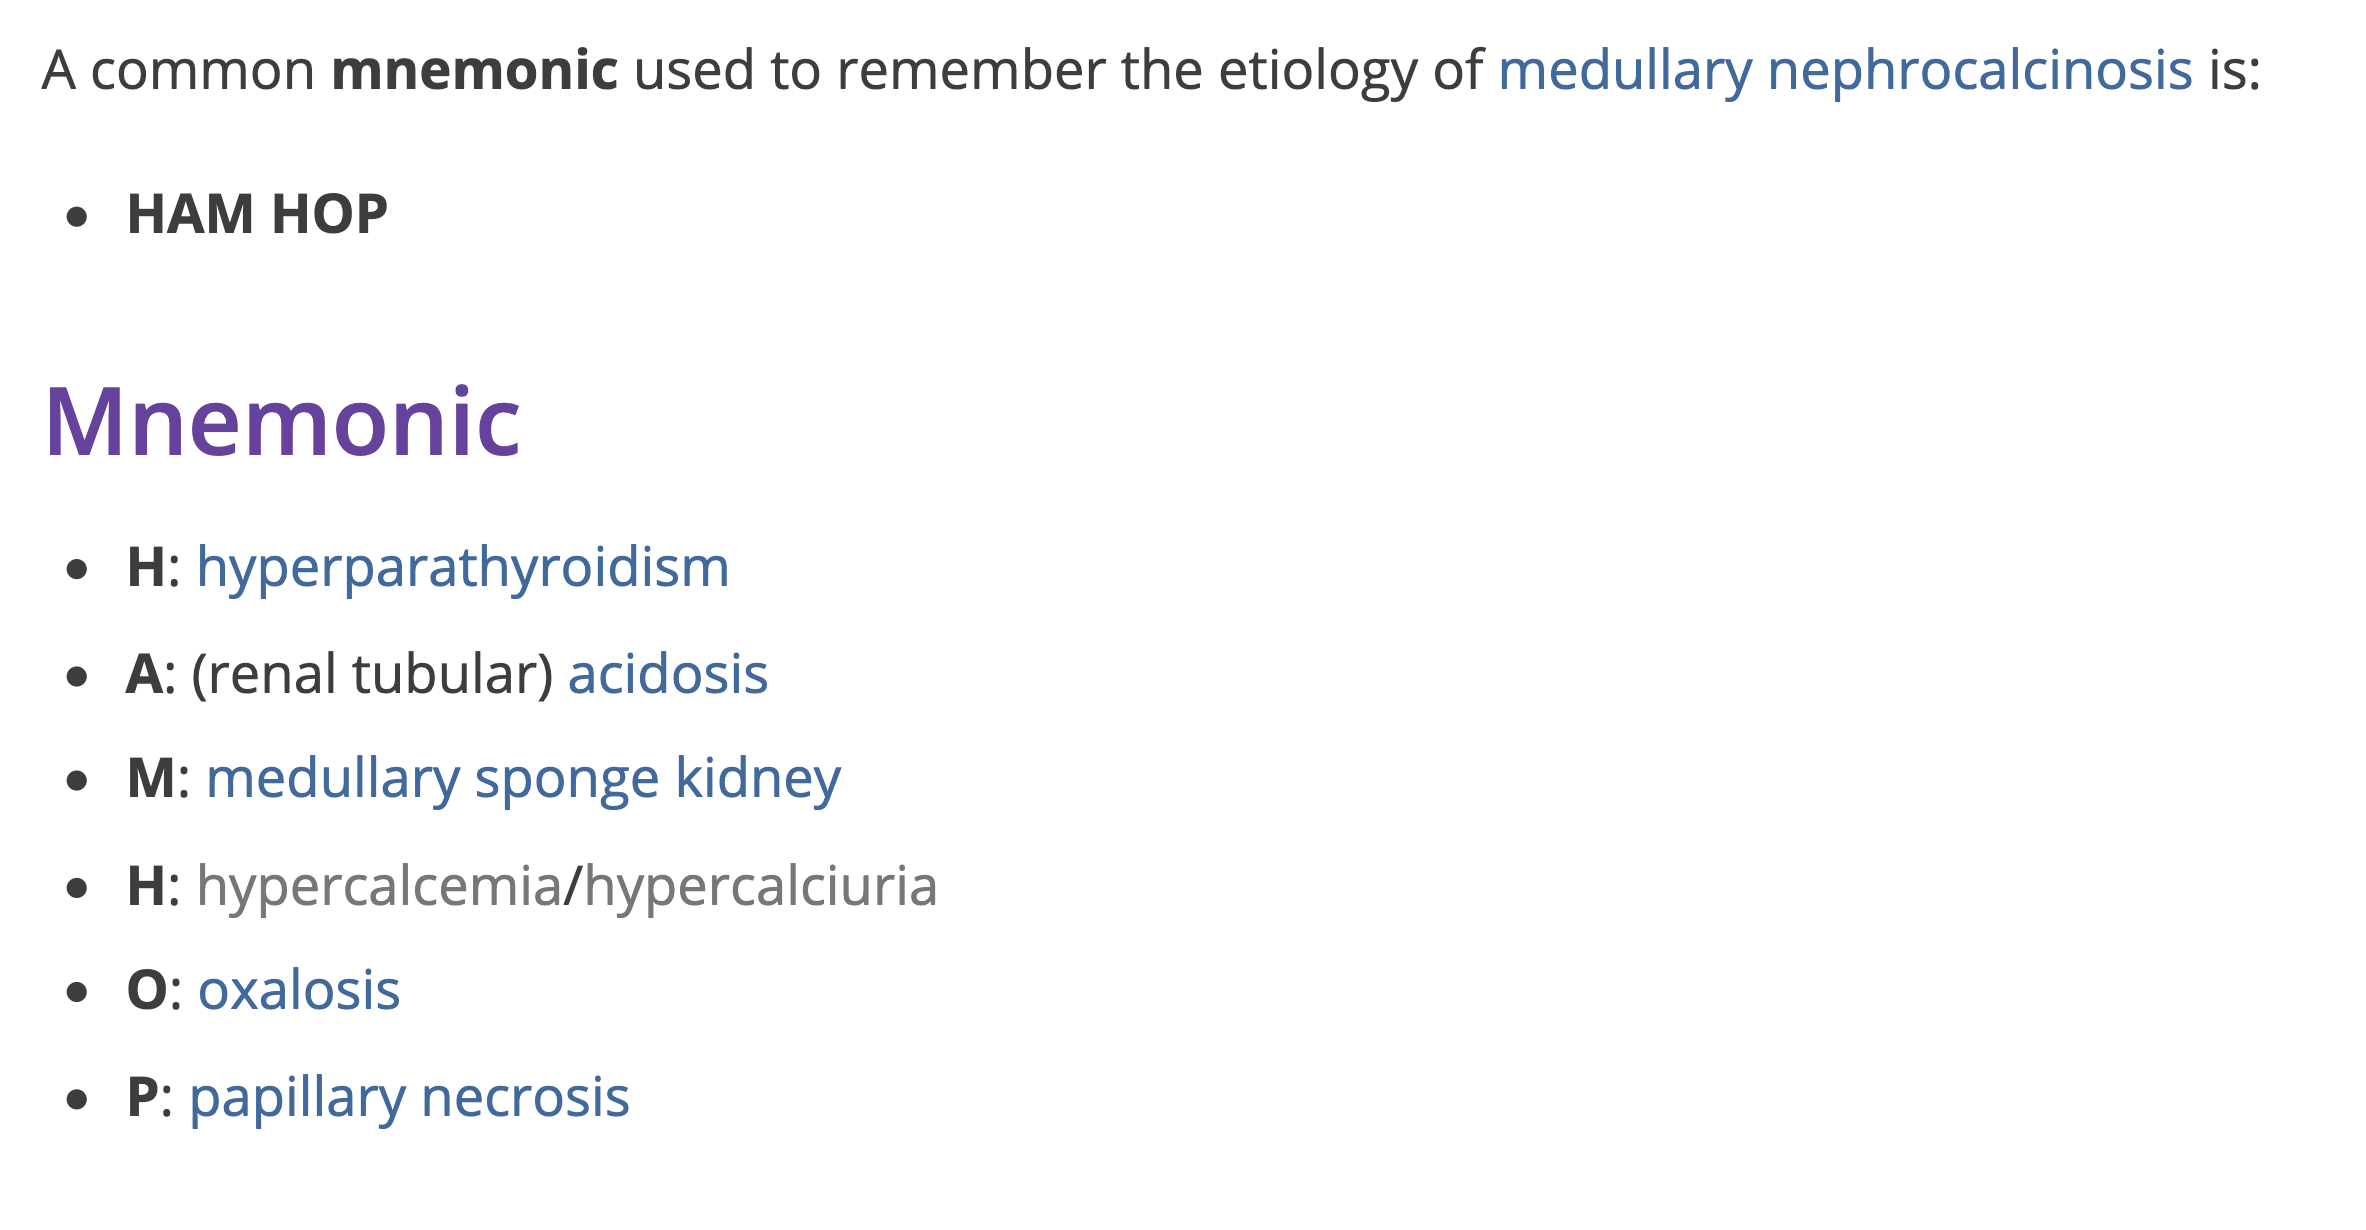 A common mnemonic used to remember the etiology of medullary nephrocalcinosis is:
• HAM HOP
Mnemonic
• H: hyperparathyroidism
• A: (renal tubular) acidosis
• M: medullary sponge kidney
• H: hypercalcemia/hypercalciuria
• O: oxalosis
• P: papillary necrosis